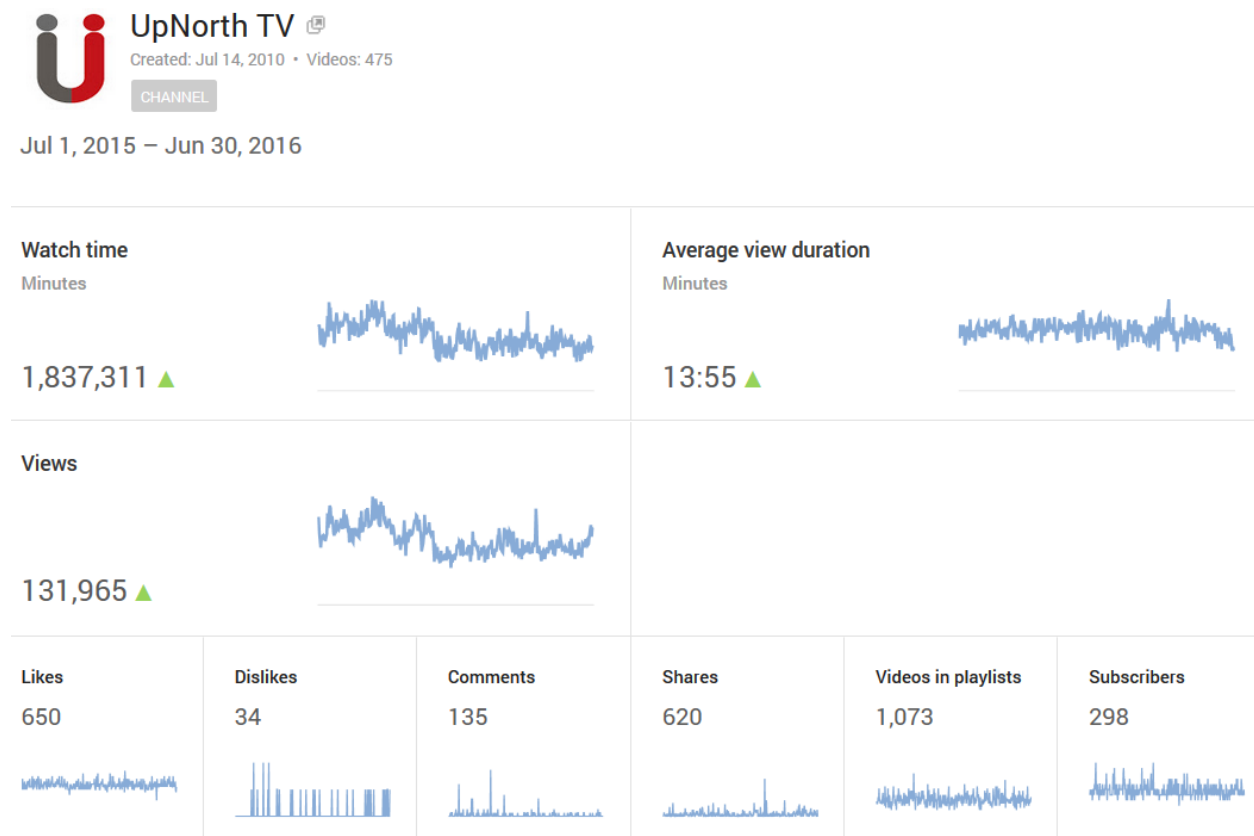 UpNorth TV
Created: Jul 14, 2010 • Videos: 475
CHANNEL
Jul 1, 2015 – Jun 30, 2016
Watch time
Minutes
1,837,311
Average view duration
Minutes
13:55
Views
131,965
Likes
650
Dislikes
34
Comments
135
Shares
620
Videos in playlists
1,073
Subscribers
298